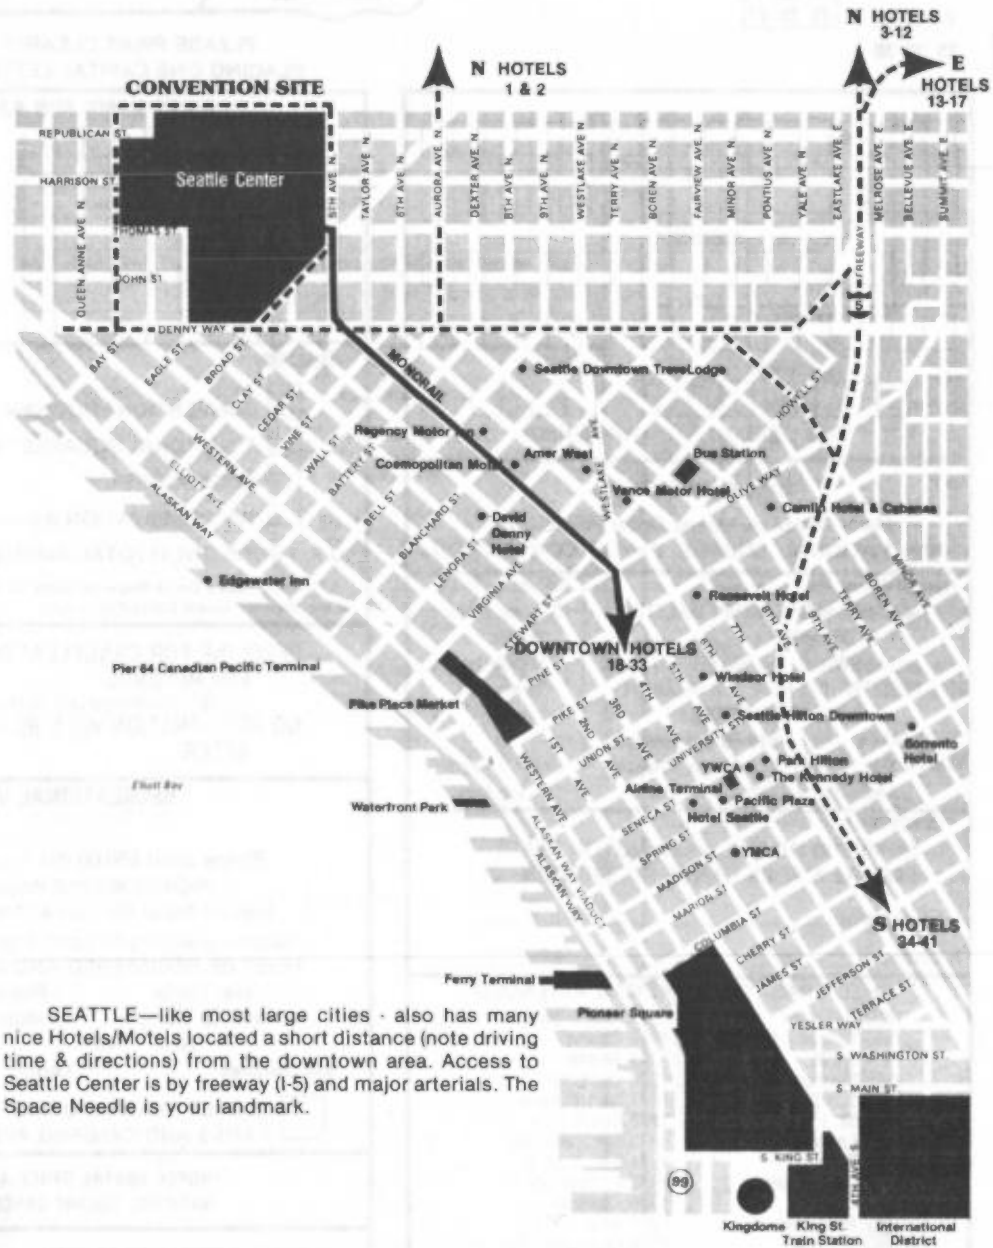 N HOTELS
3-12
E
HOTELS
13-17
N HOTELS
1 & 2
CONVENTION SITE
REPUBLICAN ST.
HARRISON ST.
THOMAS ST.
JOHN ST.
DENNY WAY
Seattle Center
QUEEN ANNE AVE N
5TH AVE N
TAYLOR AVE N
6TH AVE N
AURORA AVE N
DEXTER AVE N
8TH AVE N
9TH AVE N
WESTLAKE AVE N
TERRY AVE N
BOREN AVE N
FAIRVIEW AVE N
MINOR AVE N
PONTIUS AVE N
YALE AVE N
EASTLAKE AVE E
FREEWAY
5
MELROSE AVE E
BELLEVUE AVE E
SUMMIT AVE E
BAY ST
EAGLE ST
BROAD ST
CLAY ST
CEDAR ST
VINE ST
WALL ST
BATTERY ST
BELL ST
BLANCHARD ST
LENORA ST
VIRGINIA AVE
STEWART ST
WESTERN AVE
ELLIOTT AVE
ALASKAN WAY
MONORAIL
Seattle Downtown TraveLodge
HOWELL ST
Regency Motor Inn
Cosmopolitan Motel
Amer West
WESTLAKE AVE
Bus Station
Vance Motor Hotel
OLIVE WAY
Camlin Hotel & Cabanas
David
Denny
Hotel
Edgewater Inn
Roosevelt Hotel
MINOR AVE
BOREN AVE
TERRY AVE
9TH AVE
8TH AVE
7TH AVE
6TH AVE
5TH AVE
4TH AVE
3RD AVE
2ND AVE
1ST AVE
DOWNTOWN HOTELS
18-33
Pier 64 Canadian Pacific Terminal
Pike Place Market
PINE ST
PIKE ST
UNION ST
UNIVERSITY ST
Windsor Hotel
Seattle Hilton Downtown
Sorrento
Hotel
YWCA
Park Hilton
The Kennedy Hotel
Airline Terminal
Pacific Plaza
Hotel Seattle
YMCA
Elliott Bay
Waterfront Park
WESTERN AVE
ALASKAN WAY VIADUCT
ALASKAN WAY
SENECA ST
SPRING ST
MADISON ST
MARION ST
COLUMBIA ST
CHERRY ST
JAMES ST
JEFFERSON ST
TERRACE ST
YESLER WAY
S HOTELS
34-41
Ferry Terminal
Pioneer Square
S WASHINGTON ST.
S. MAIN ST.
S KING ST
4TH AVE S
99
Kingdome
King St.
Train Station
International
District
SEATTLE—like most large cities - also has many
nice Hotels/Motels located a short distance (note driving
time & directions) from the downtown area. Access to
Seattle Center is by freeway (I-5) and major arterials. The
Space Needle is your landmark.